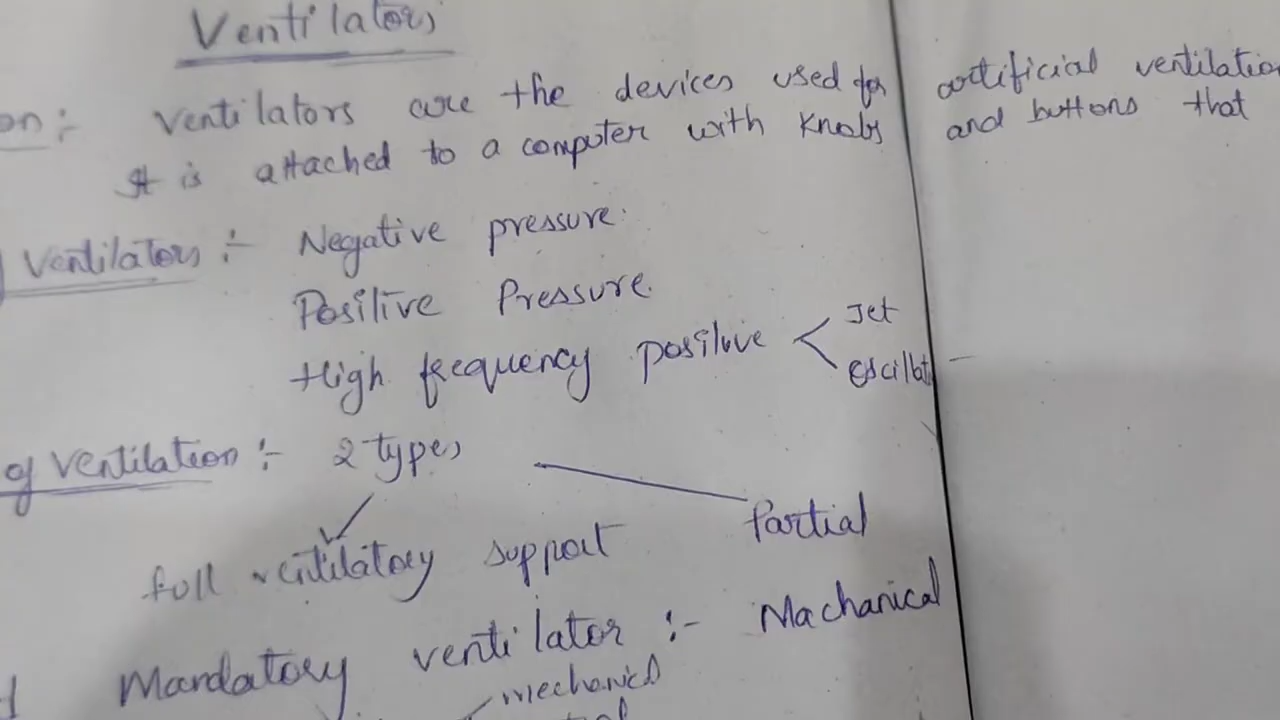 Ventilators
on:- ventilators are the devices used for artificial ventilation
It is attached to a computer with knobs and buttons that
ventilators :- Negative pressure.
Positive Pressure.
High frequency positive < Jet
oscillat
of ventilation :- 2 types
full ventilatory support Partial
Mandatory ventilator :- Machanical
mechanical